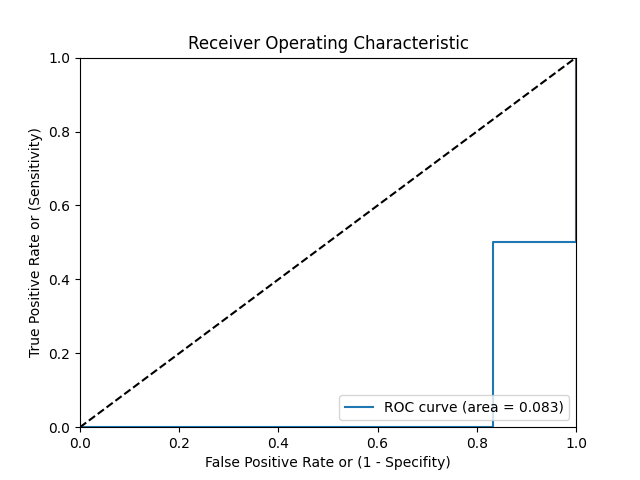 Receiver Operating Characteristic
1.0
0.8
0.6
0.4
0.2
0.0
True Positive Rate or (Sensitivity)
ROC curve (area = 0.083)
0.0 0.2 0.4 0.6 0.8 1.0
False Positive Rate or (1 - Specifity)